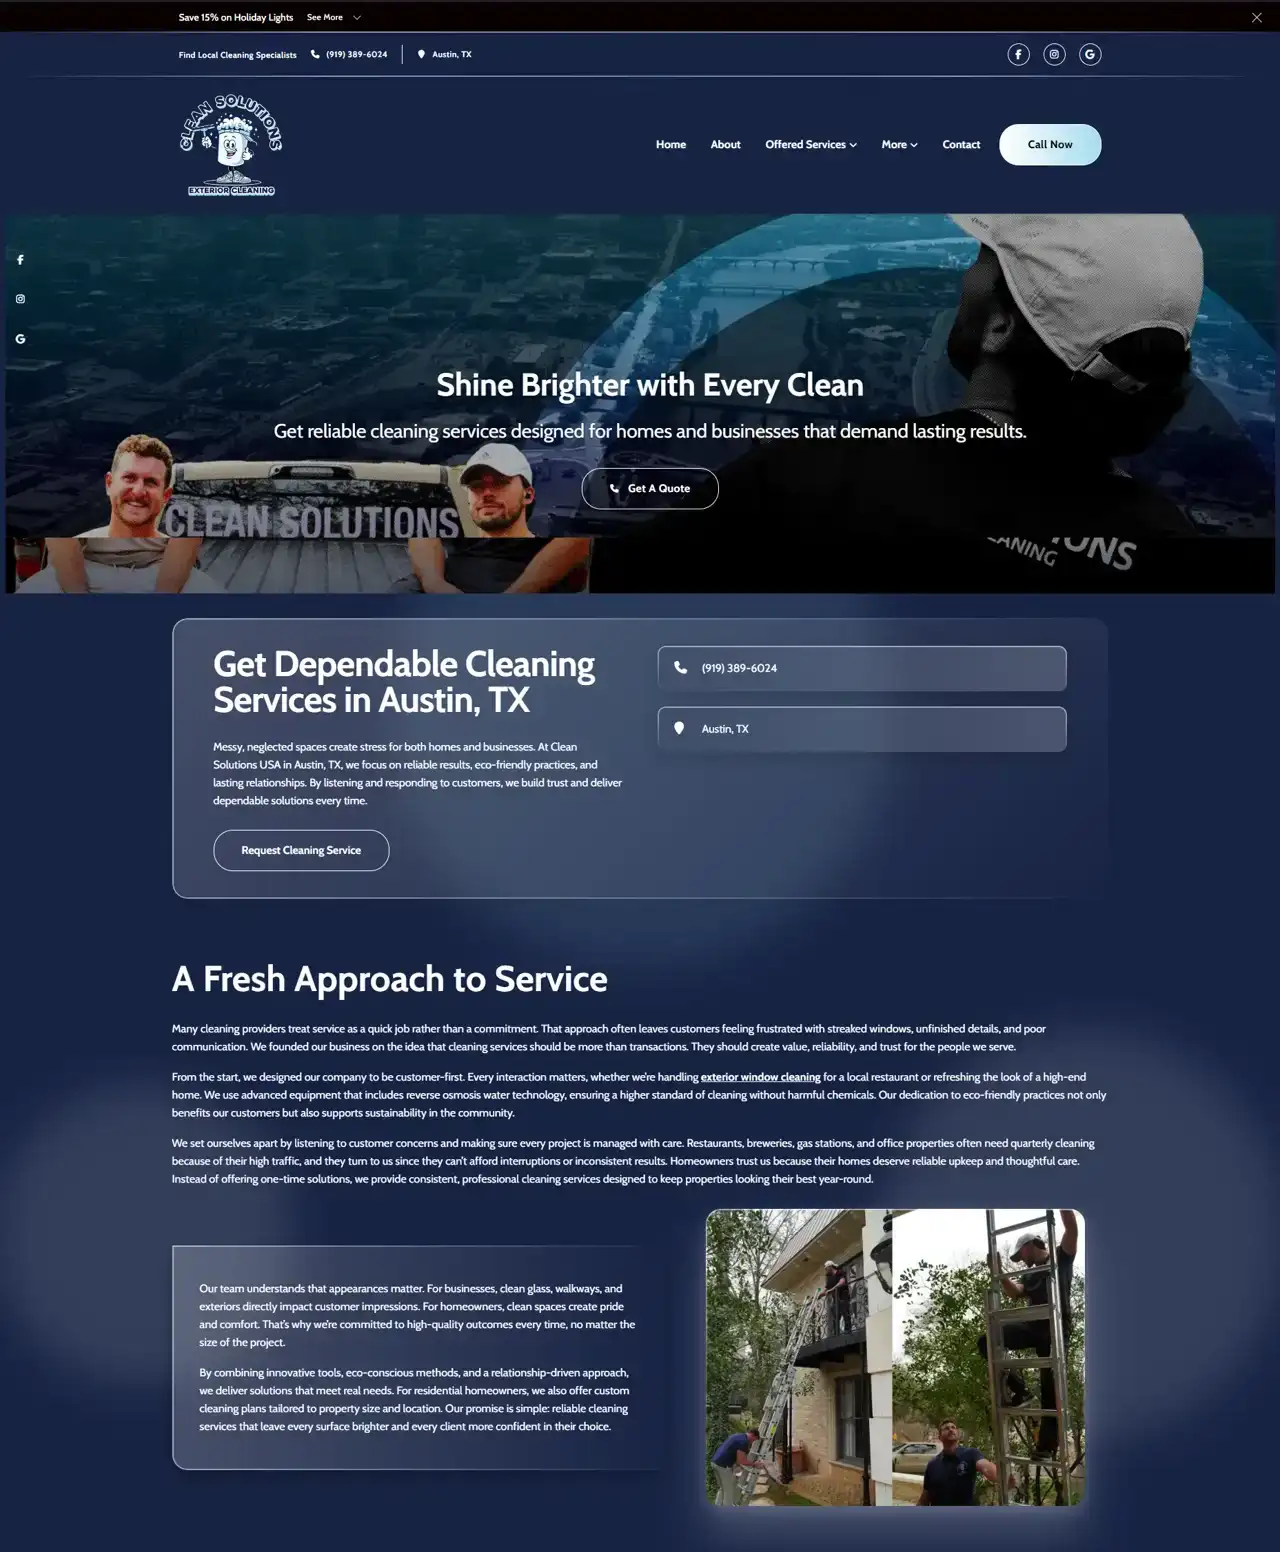 Save 15% on Holiday Lights See More
Find Local Cleaning Specialists (919) 389-6024 Austin, TX
CLEAN SOLUTIONS
EXTERIOR CLEANING
Home About Offered Services More Contact Call Now
Shine Brighter with Every Clean
Get reliable cleaning services designed for homes and businesses that demand lasting results.
Get A Quote
CLEAN SOLUTIONS
Get Dependable Cleaning
Services in Austin, TX
Messy, neglected spaces create stress for both homes and businesses. At Clean
Solutions USA in Austin, TX, we focus on reliable results, eco-friendly practices, and
lasting relationships. By listening and responding to customers, we build trust and deliver
dependable solutions every time.
Request Cleaning Service
(919) 389-6024
Austin, TX
A Fresh Approach to Service
Many cleaning providers treat service as a quick job rather than a commitment. That approach often leaves customers feeling frustrated with streaked windows, unfinished details, and poor
communication. We founded our business on the idea that cleaning services should be more than transactions. They should create value, reliability, and trust for the people we serve.
From the start, we designed our company to be customer-first. Every interaction matters, whether we're handling exterior window cleaning for a local restaurant or refreshing the look of a high-end
home. We use advanced equipment that includes reverse osmosis water technology, ensuring a higher standard of cleaning without harmful chemicals. Our dedication to eco-friendly practices not only
benefits our customers but also supports sustainability in the community.
We set ourselves apart by listening to customer concerns and making sure every project is managed with care. Restaurants, breweries, gas stations, and office properties often need quarterly cleaning
because of their high traffic, and they turn to us since they can't afford interruptions or inconsistent results. Homeowners trust us because their homes deserve reliable upkeep and thoughtful care.
Instead of offering one-time solutions, we provide consistent, professional cleaning services designed to keep properties looking their best year-round.
Our team understands that appearances matter. For businesses, clean glass, walkways, and
exteriors directly impact customer impressions. For homeowners, clean spaces create pride
and comfort. That's why we're committed to high-quality outcomes every time, no matter the
size of the project.
By combining innovative tools, eco-conscious methods, and a relationship-driven approach,
we deliver solutions that meet real needs. For residential homeowners, we also offer custom
cleaning plans tailored to property size and location. Our promise is simple: reliable cleaning
services that leave every surface brighter and every client more confident in their choice.